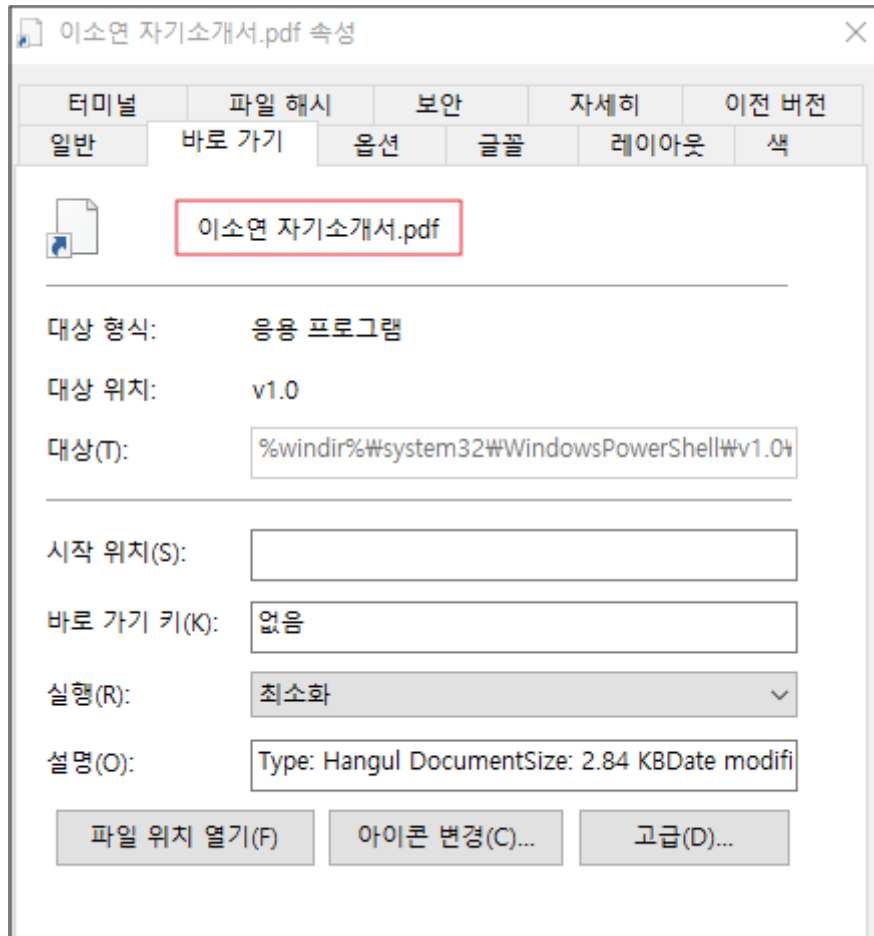 이소연 자기소개서.pdf 속성
터미널 파일 해시 보안 자세히 이전 버전
일반 바로 가기 옵션 글꼴 레이아웃 색
이소연 자기소개서.pdf
대상 형식: 응용 프로그램
대상 위치: v1.0
대상(T): %windir%₩system32₩WindowsPowerShell₩v1.0₩
시작 위치(S):
바로 가기 키(K): 없음
실행(R): 최소화
설명(O): Type: Hangul DocumentSize: 2.84 KBDate modifi
파일 위치 열기(F) 아이콘 변경(C)... 고급(D)...